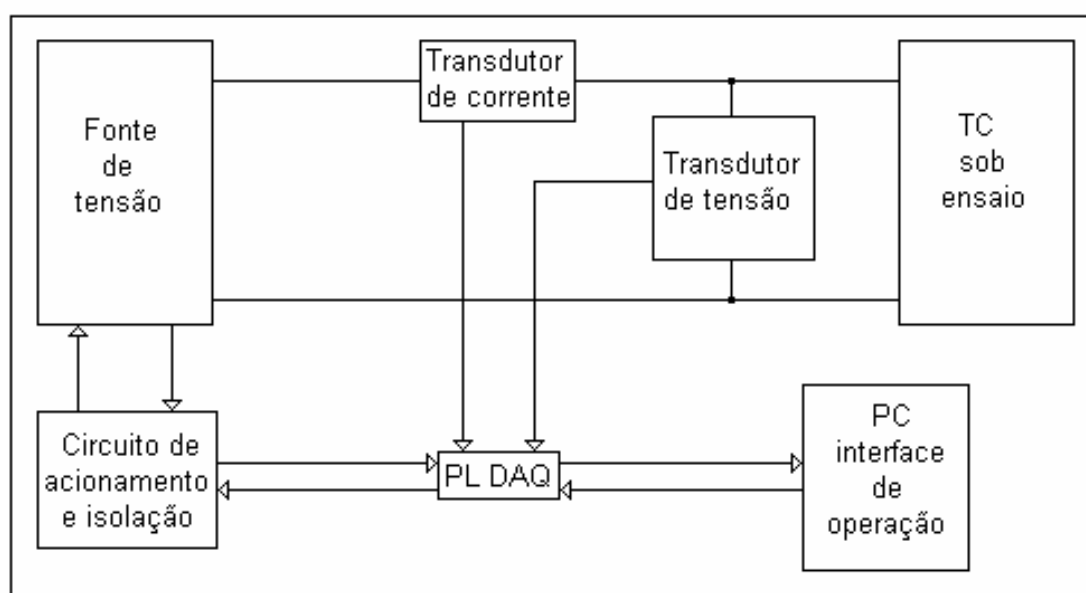 Fonte
de
tensão
Transdutor
de corrente
Transdutor
de tensão
TC
sob
ensaio
Circuito de
acionamento
e isolação
PL DAQ
PC
interface
de
operação